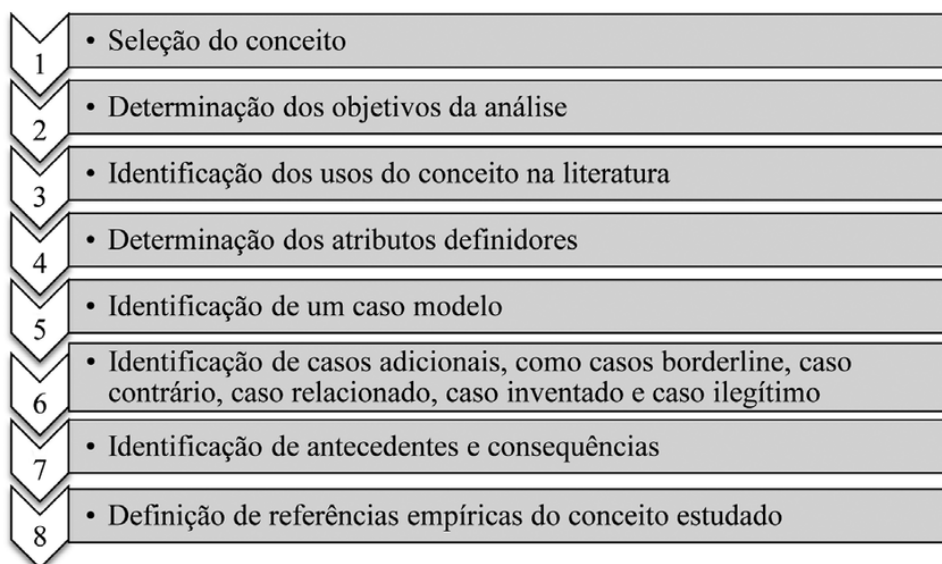 1 • Seleção do conceito
2 • Determinação dos objetivos da análise
3 • Identificação dos usos do conceito na literatura
4 • Determinação dos atributos definidores
5 • Identificação de um caso modelo
6 • Identificação de casos adicionais, como casos borderline, caso
contrário, caso relacionado, caso inventado e caso ilegítimo
7 • Identificação de antecedentes e consequências
8 • Definição de referências empíricas do conceito estudado